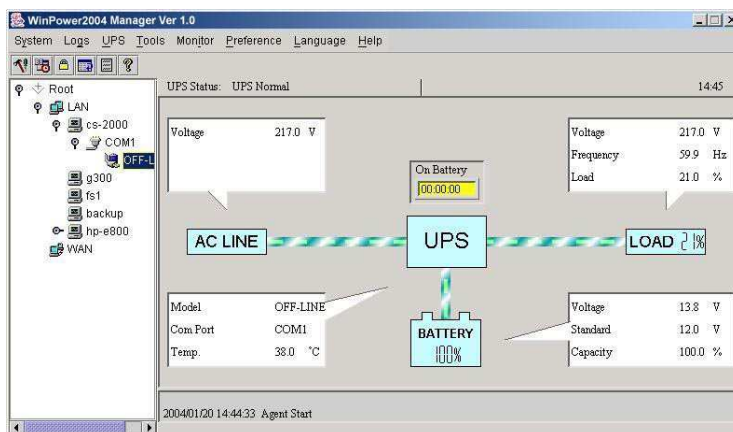 WinPower2004 Manager Ver 1.0
System Logs UPS Tools Monitor Preference Language Help
Root
LAN
cs-2000
COM1
OFF-L
g300
fs1
backup
hp-e800
WAN
UPS Status: UPS Normal
14:45
Voltage 217.0 V
On Battery
00:00:00
Voltage 217.0 V
Frequency 59.9 Hz
Load 21.0 %
AC LINE
UPS
LOAD 21%
Model OFF-LINE
Com Port COM1
Temp. 38.0 °C
BATTERY
100%
Voltage 13.8 V
Standard 12.0 V
Capacity 100.0 %
2004/01/20 14:44:33 Agent Start